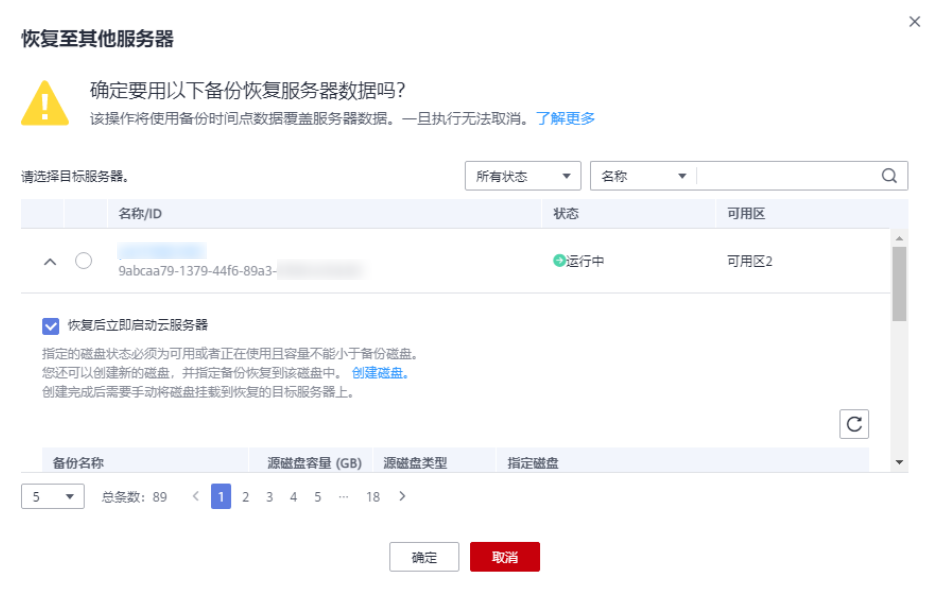 恢复至其他服务器
确定要用以下备份恢复服务器数据吗?
该操作将使用备份时间点数据覆盖服务器数据。一旦执行无法取消。了解更多
请选择目标服务器。 所有状态 名称
名称/ID 状态 可用区
9abcaa79-1379-44f6-89a3- 运行中 可用区2
恢复后立即启动云服务器
指定的磁盘状态必须为可用或者正在使用且容量不能小于备份磁盘。
您还可以创建新的磁盘，并指定备份恢复到该磁盘中。 创建磁盘。
创建完成后需要手动将磁盘挂载到恢复的目标服务器上。
备份名称 源磁盘容量 (GB) 源磁盘类型 指定磁盘
5 总条数: 89 < 1 2 3 4 5 ... 18 >
确定 取消